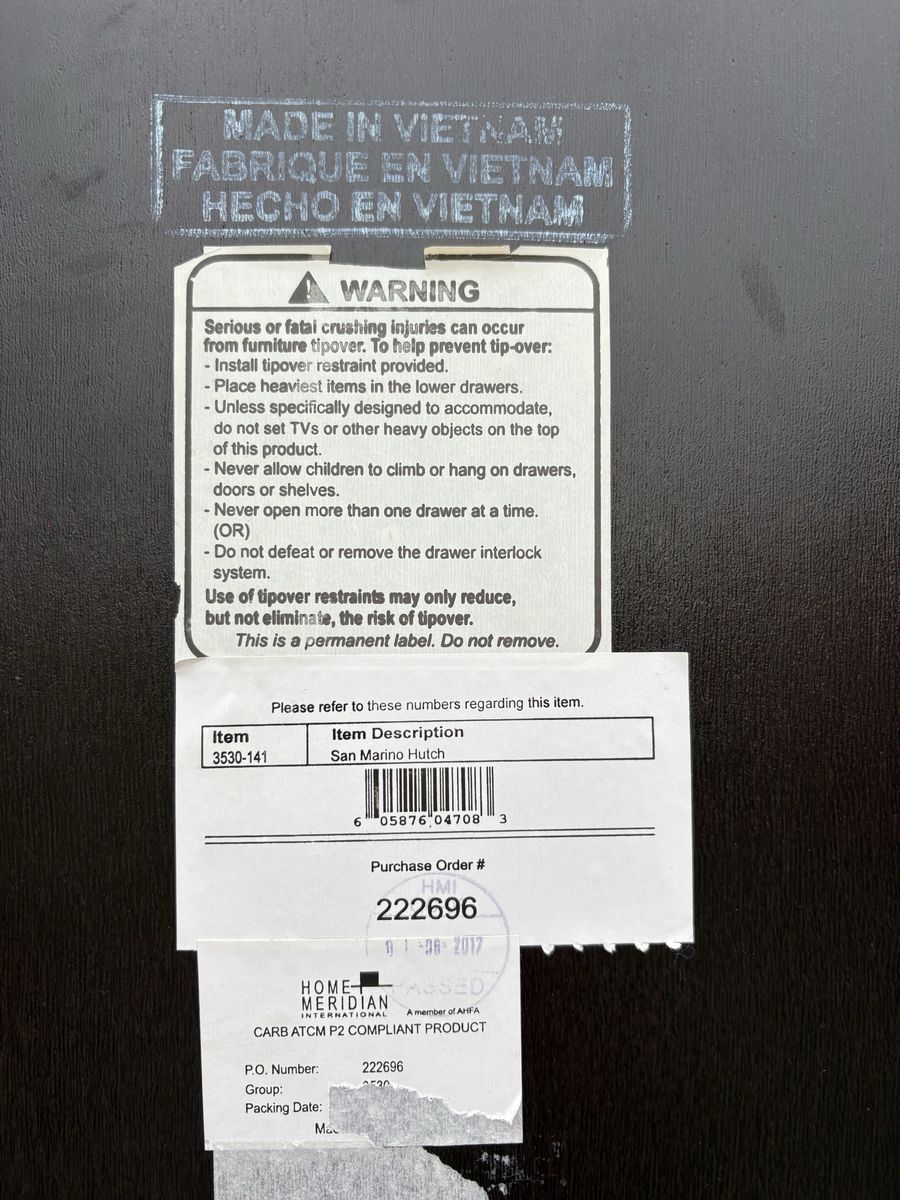 MADE IN VIETNAM
FABRIQUE EN VIETNAM
HECHO EN VIETNAM
WARNING
Serious or fatal crushing injuries can occur
from furniture tipover. To help prevent tip-over:
- Install tipover restraint provided.
- Place heaviest items in the lower drawers.
- Unless specifically designed to accommodate,
do not set TVs or other heavy objects on the top
of this product.
- Never allow children to climb or hang on drawers,
doors or shelves.
- Never open more than one drawer at a time.
(OR)
- Do not defeat or remove the drawer interlock
system.
Use of tipover restraints may only reduce,
but not eliminate, the risk of tipover.
This is a permanent label. Do not remove.
Please refer to these numbers regarding this item.
Item Item Description
3530-141 San Marino Hutch
6 05876 04708 3
Purchase Order #
HMI
222696
2017
PASSED
HOME
MERIDIAN
INTERNATIONAL
A member of AHFA
CARB ATCM P2 COMPLIANT PRODUCT
P.O. Number: 222696
Group: 3530
Packing Date: